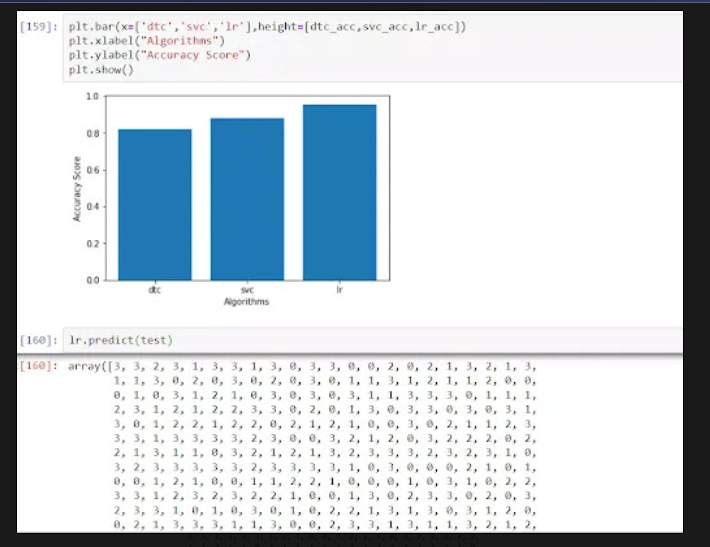 [159]: plt.bar(x=['dtc','svc','lr'],height=[dtc_acc,svc_acc,lr_acc])
plt.xlabel("Algorithms")
plt.ylabel("Accuracy Score")
plt.show()
1.0
0.8
0.6
0.4
0.2
0.0
Accuracy Score
dtc svc lr
Algorithms
[160]: lr.predict(test)
[160]: array([3, 3, 2, 3, 1, 3, 3, 1, 3, 0, 3, 3, 0, 0, 2, 0, 2, 1, 3, 2, 1, 3,
1, 1, 3, 0, 2, 0, 3, 0, 2, 0, 3, 0, 1, 1, 3, 1, 2, 1, 1, 2, 0, 0,
0, 1, 0, 3, 1, 2, 1, 0, 3, 0, 3, 0, 3, 1, 1, 3, 3, 3, 0, 1, 1, 1,
2, 3, 1, 2, 1, 2, 2, 3, 3, 0, 2, 0, 1, 3, 0, 3, 3, 0, 3, 0, 3, 1,
3, 0, 1, 2, 2, 1, 2, 2, 0, 2, 1, 2, 1, 0, 0, 3, 0, 2, 1, 1, 2, 3,
3, 3, 1, 3, 3, 3, 3, 2, 3, 0, 0, 3, 2, 1, 2, 0, 3, 2, 2, 2, 0, 2,
2, 1, 3, 1, 1, 0, 3, 2, 1, 2, 1, 3, 2, 3, 3, 3, 2, 3, 2, 3, 1, 0,
3, 2, 3, 3, 3, 3, 3, 2, 3, 3, 3, 3, 1, 0, 3, 0, 0, 0, 2, 1, 0, 1,
0, 0, 1, 2, 1, 0, 0, 1, 1, 2, 2, 1, 0, 0, 0, 1, 0, 3, 1, 0, 2, 2,
3, 3, 1, 2, 3, 2, 3, 2, 2, 1, 0, 0, 1, 3, 0, 2, 3, 3, 0, 2, 0, 3,
2, 3, 3, 1, 0, 1, 0, 3, 0, 1, 0, 2, 2, 1, 3, 1, 3, 0, 3, 1, 2, 0,
0, 2, 1, 3, 3, 3, 1, 1, 3, 0, 0, 2, 3, 3, 1, 3, 1, 1, 3, 2, 1, 2,